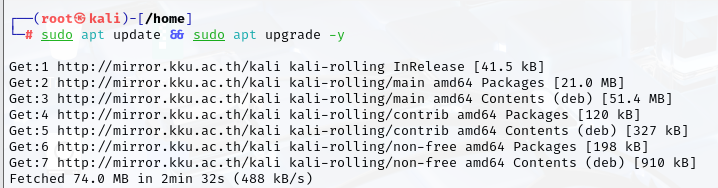 ┌──(root㉿kali)-[/home]
└─# sudo apt update && sudo apt upgrade -y
Get:1 http://mirror.kku.ac.th/kali kali-rolling InRelease [41.5 kB]
Get:2 http://mirror.kku.ac.th/kali kali-rolling/main amd64 Packages [21.0 MB]
Get:3 http://mirror.kku.ac.th/kali kali-rolling/main amd64 Contents (deb) [51.4 MB]
Get:4 http://mirror.kku.ac.th/kali kali-rolling/contrib amd64 Packages [120 kB]
Get:5 http://mirror.kku.ac.th/kali kali-rolling/contrib amd64 Contents (deb) [327 kB]
Get:6 http://mirror.kku.ac.th/kali kali-rolling/non-free amd64 Packages [198 kB]
Get:7 http://mirror.kku.ac.th/kali kali-rolling/non-free amd64 Contents (deb) [910 kB]
Fetched 74.0 MB in 2min 32s (488 kB/s)